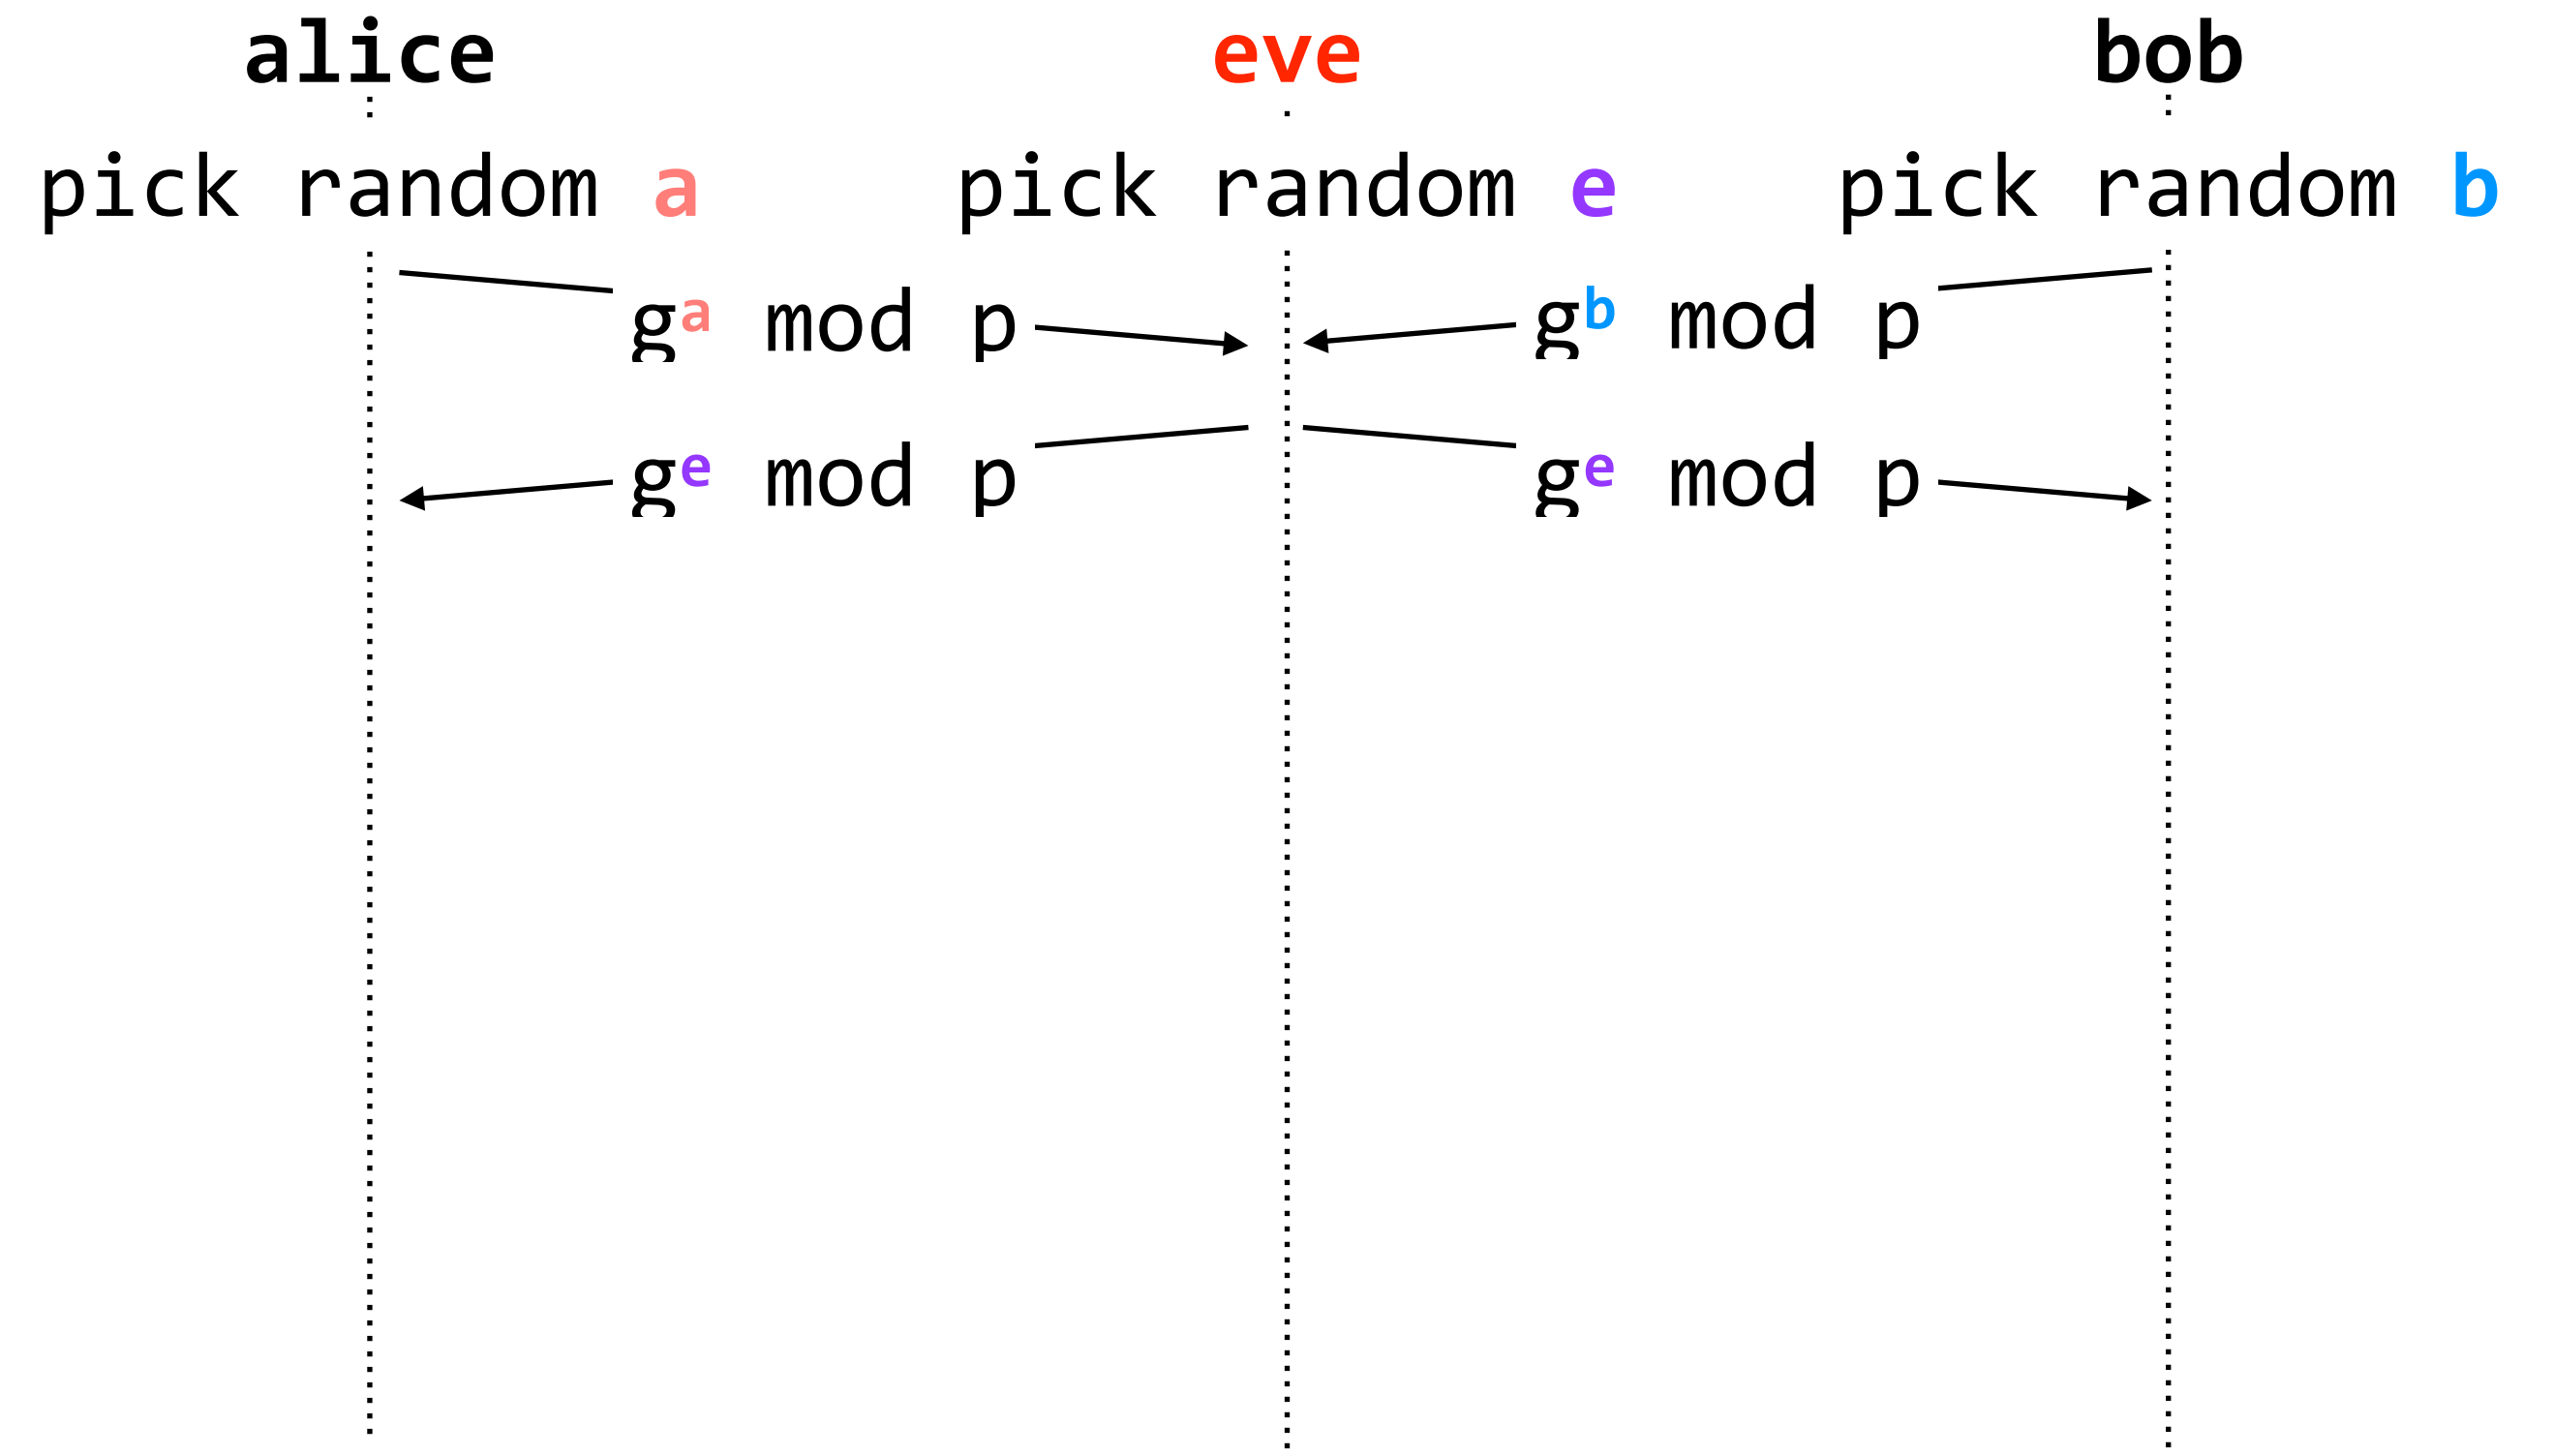 alice eve bob
pick random a pick random e pick random b
gᵃ mod p gᵇ mod p
gᵉ mod p gᵉ mod p